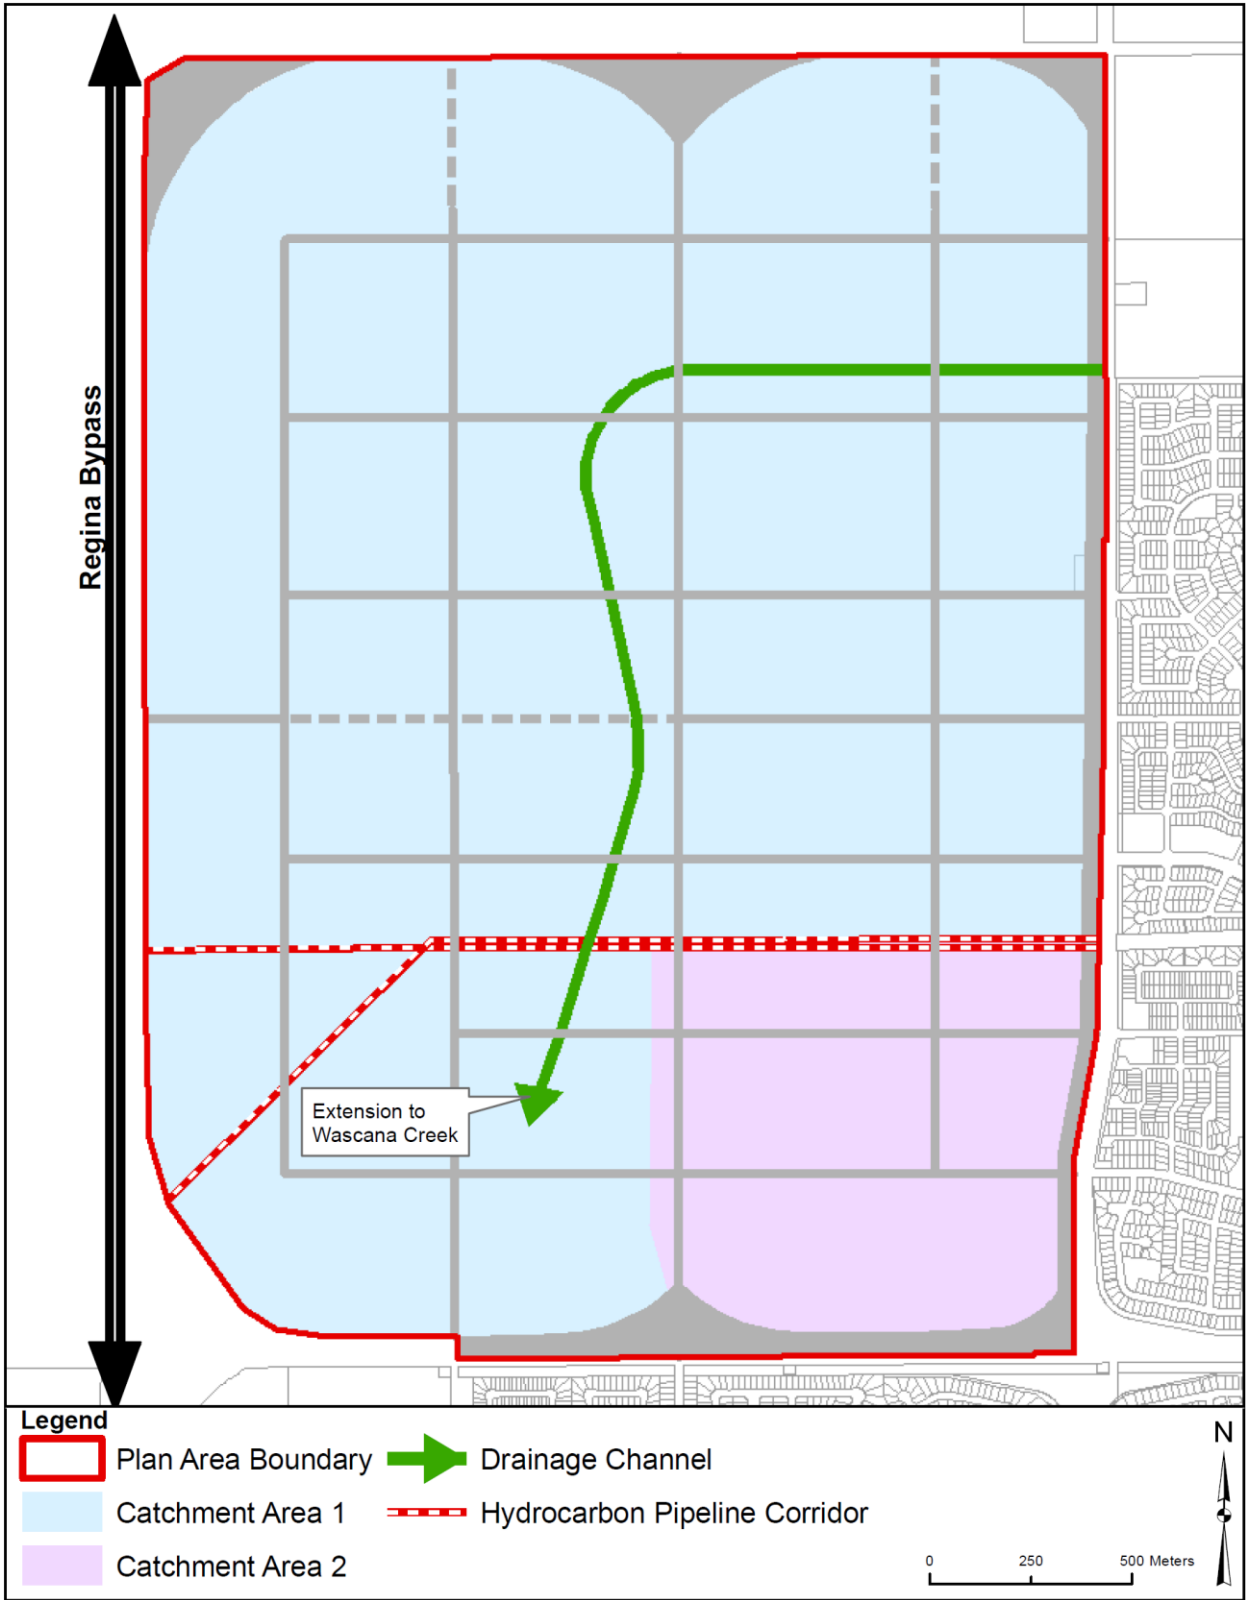 Regina Bypass
Extension to
Wascana Creek
Legend
Plan Area Boundary
Drainage Channel
Catchment Area 1
Hydrocarbon Pipeline Corridor
Catchment Area 2
N
0 250 500 Meters